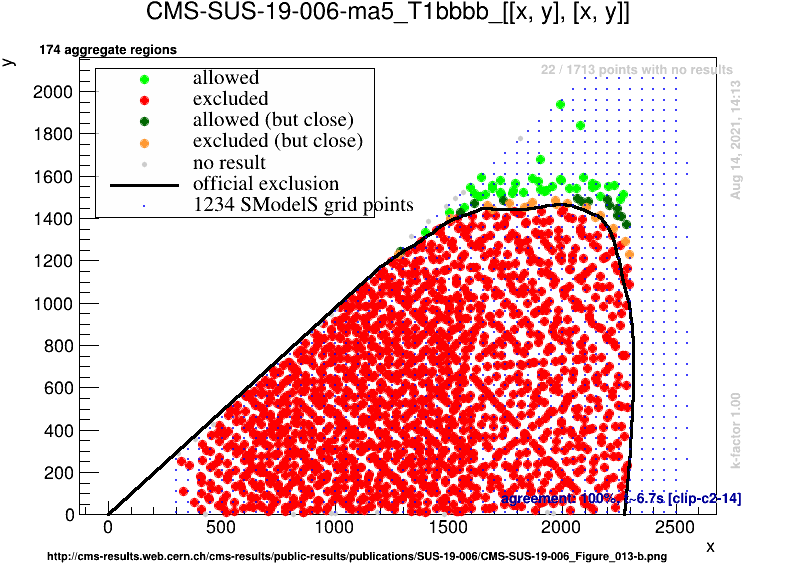 CMS-SUS-19-006-ma5_T1bbbb_[[x, y], [x, y]]
174 aggregate regions
y
22 / 1713 points with no results
allowed
excluded
allowed (but close)
excluded (but close)
no result
official exclusion
1234 SModelS grid points
Aug 14, 2021, 14:13
k-factor 1.00
2000
1800
1600
1400
1200
1000
800
600
400
200
0
agreement: 100%, t~6.7s [clip-c2-14]
0 500 1000 1500 2000 2500
x
http://cms-results.web.cern.ch/cms-results/public-results/publications/SUS-19-006/CMS-SUS-19-006_Figure_013-b.png